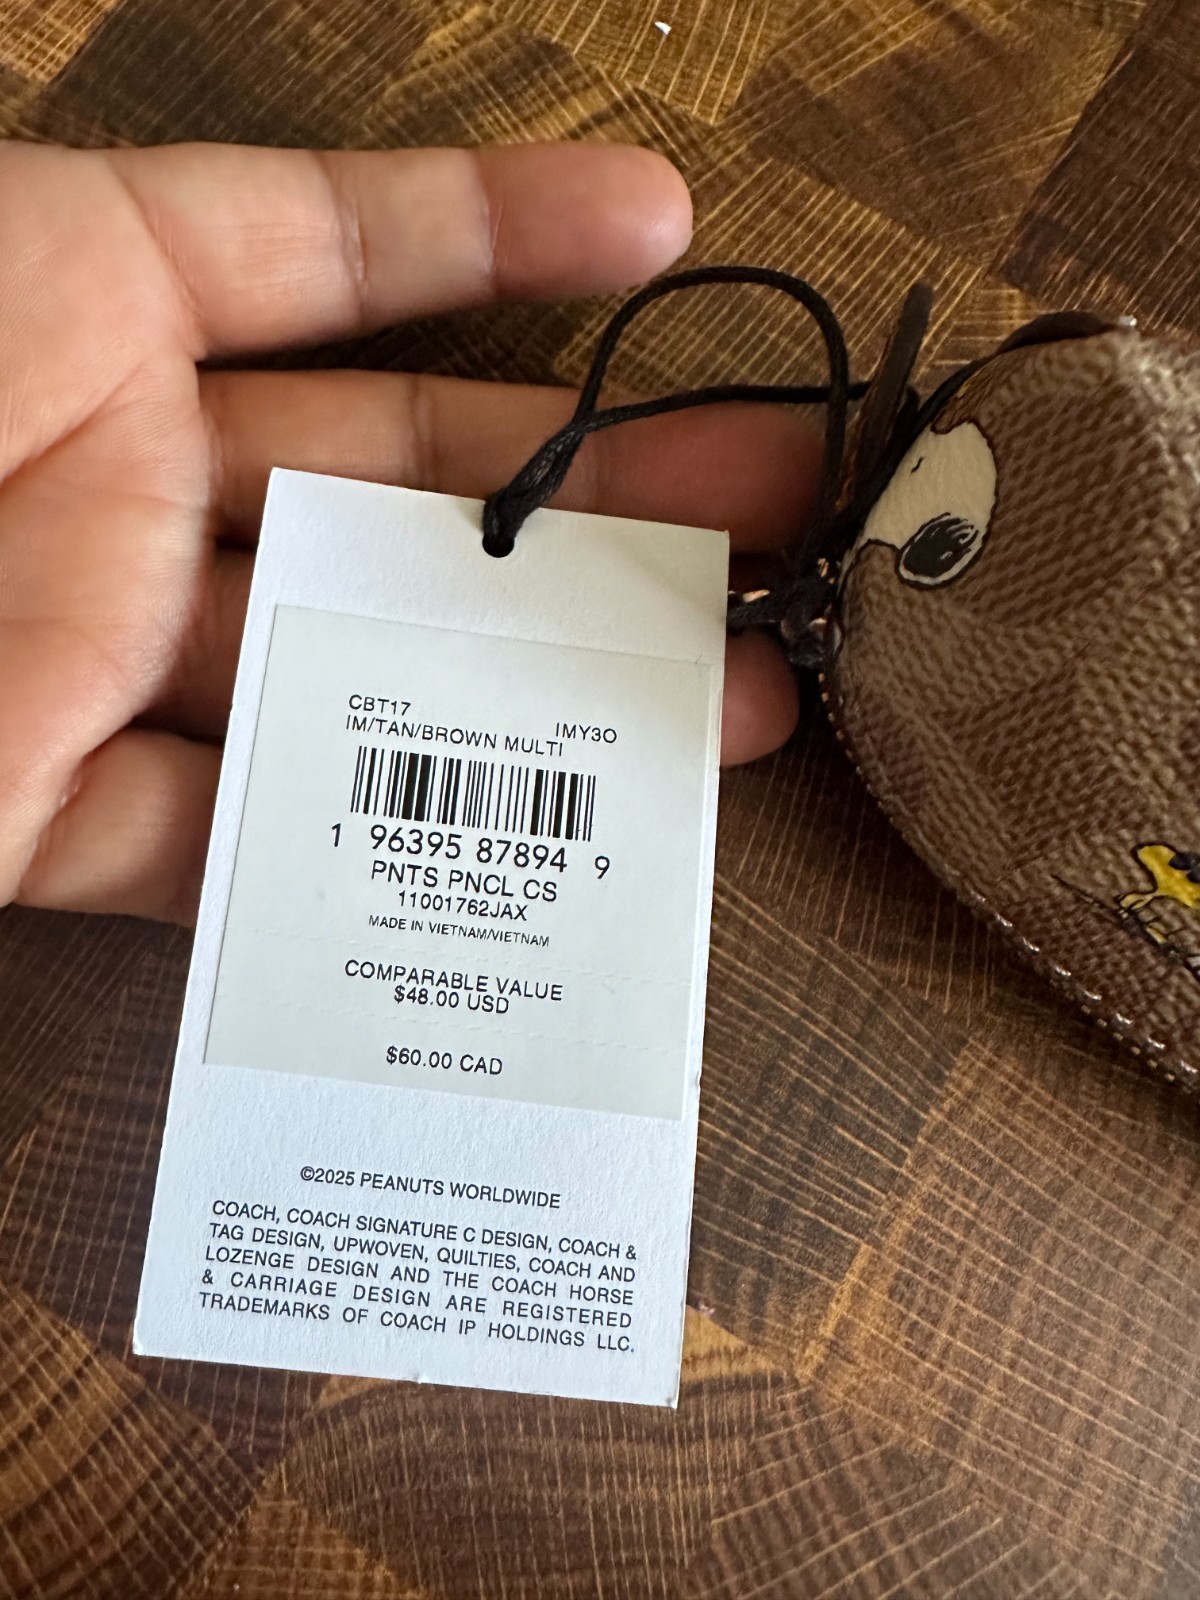 CBT17 IMY3O
IM/TAN/BROWN MULTI
1 96395 87894 9
PNTS PNCL CS
11001762JAX
MADE IN VIETNAM/VIETNAM
COMPARABLE VALUE
$48.00 USD
$60.00 CAD
©2025 PEANUTS WORLDWIDE
COACH, COACH SIGNATURE C DESIGN, COACH &
TAG DESIGN, UPWOVEN, QUILTIES, COACH AND
LOZENGE DESIGN AND THE COACH HORSE
& CARRIAGE DESIGN ARE REGISTERED
TRADEMARKS OF COACH IP HOLDINGS LLC.